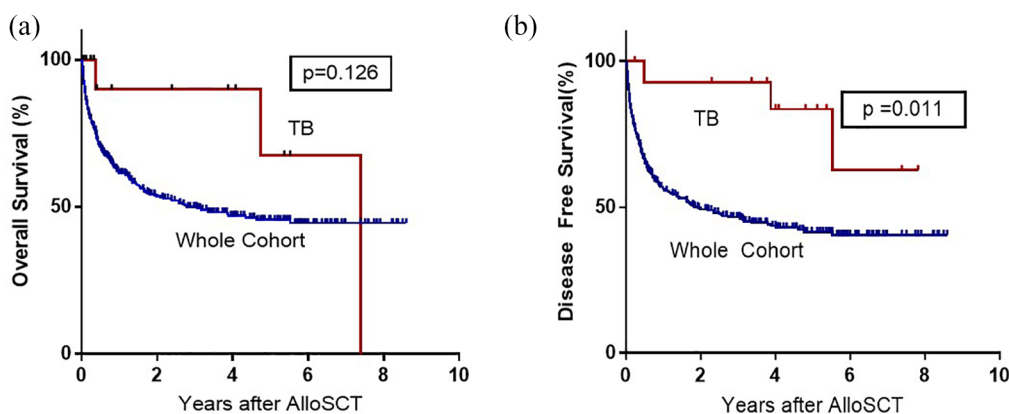 (a)
Overall Survival (%)
100
50
0
p=0.126
TB
Whole Cohort
0 2 4 6 8 10
Years after AlloSCT
(b)
Disease Free Survival(%)
100
50
0
p =0.011
TB
Whole Cohort
0 2 4 6 8 10
Years after AlloSCT